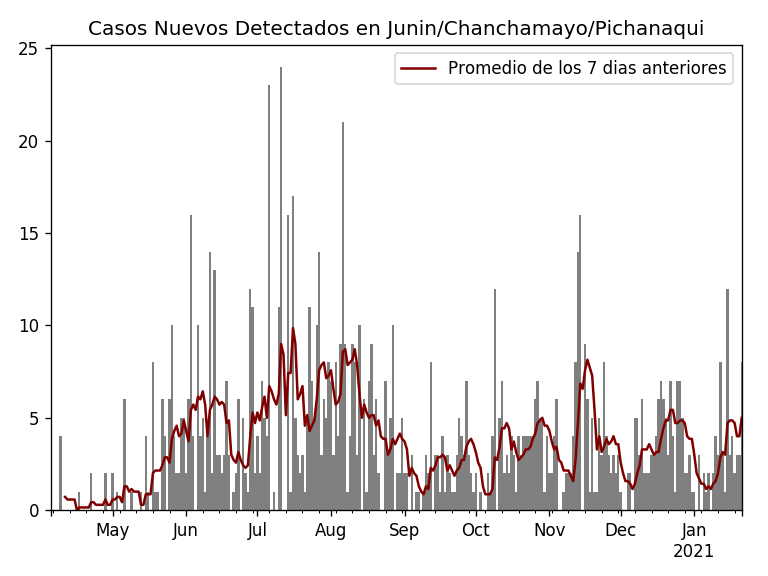 Casos Nuevos Detectados en Junin/Chanchamayo/Pichanaqui
Promedio de los 7 dias anteriores
25
20
15
10
5
0
May Jun Jul Aug Sep Oct Nov Dec Jan
2021